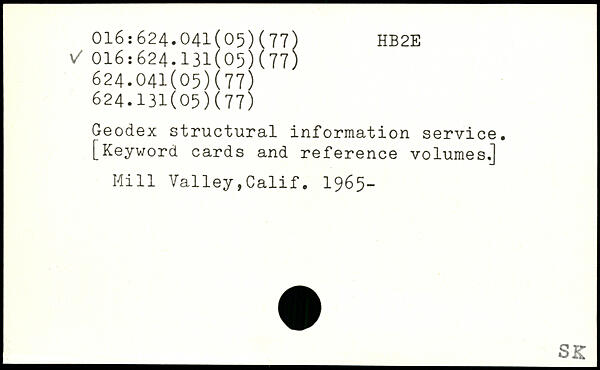 016:624.041(05)(77) HB2E
✓ 016:624.131(05)(77)
624.041(05)(77)
624.131(05)(77)
Geodex structural information service.
[Keyword cards and reference volumes.]
Mill Valley,Calif. 1965-
SK